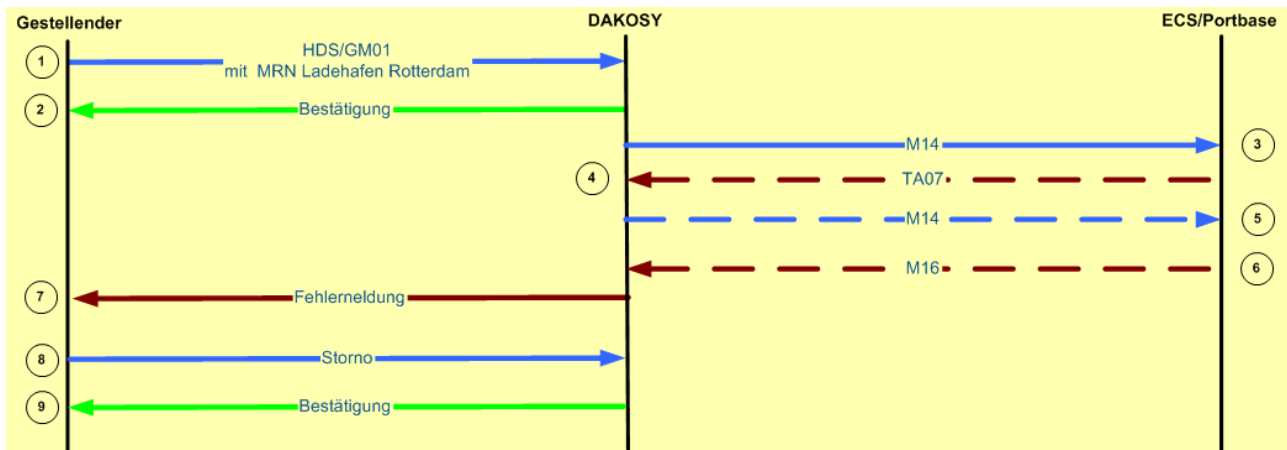 Gestellender
DAKOSY
ECS/Portbase
1
HDS/GM01
mit MRN Ladehafen Rotterdam
2
Bestätigung
M14
3
4
TA07
M14
5
M16
6
7
Fehlerneldung
8
Storno
9
Bestätigung